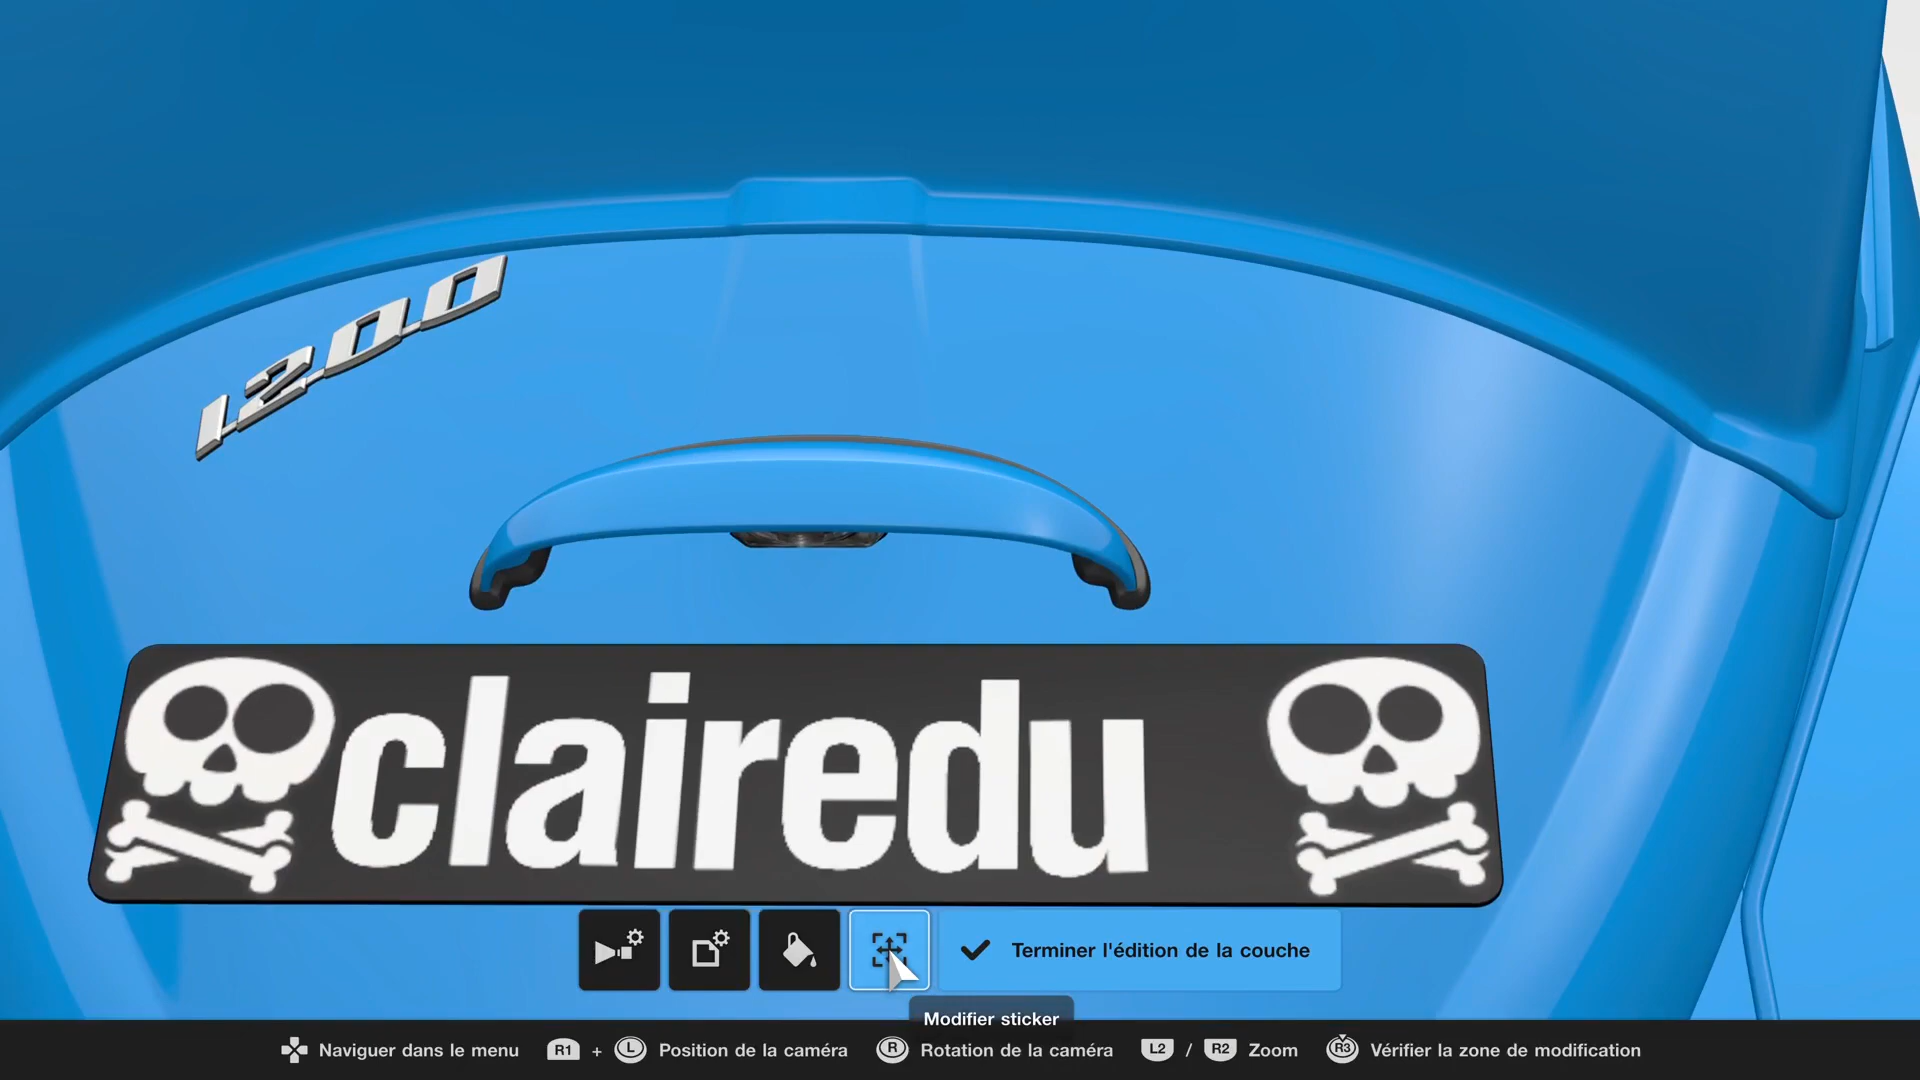 1200
clairedu
Terminer l'édition de la couche
Modifier sticker
Naviguer dans le menu R1 + L Position de la caméra R Rotation de la caméra L2 / R2 Zoom R3 Vérifier la zone de modification